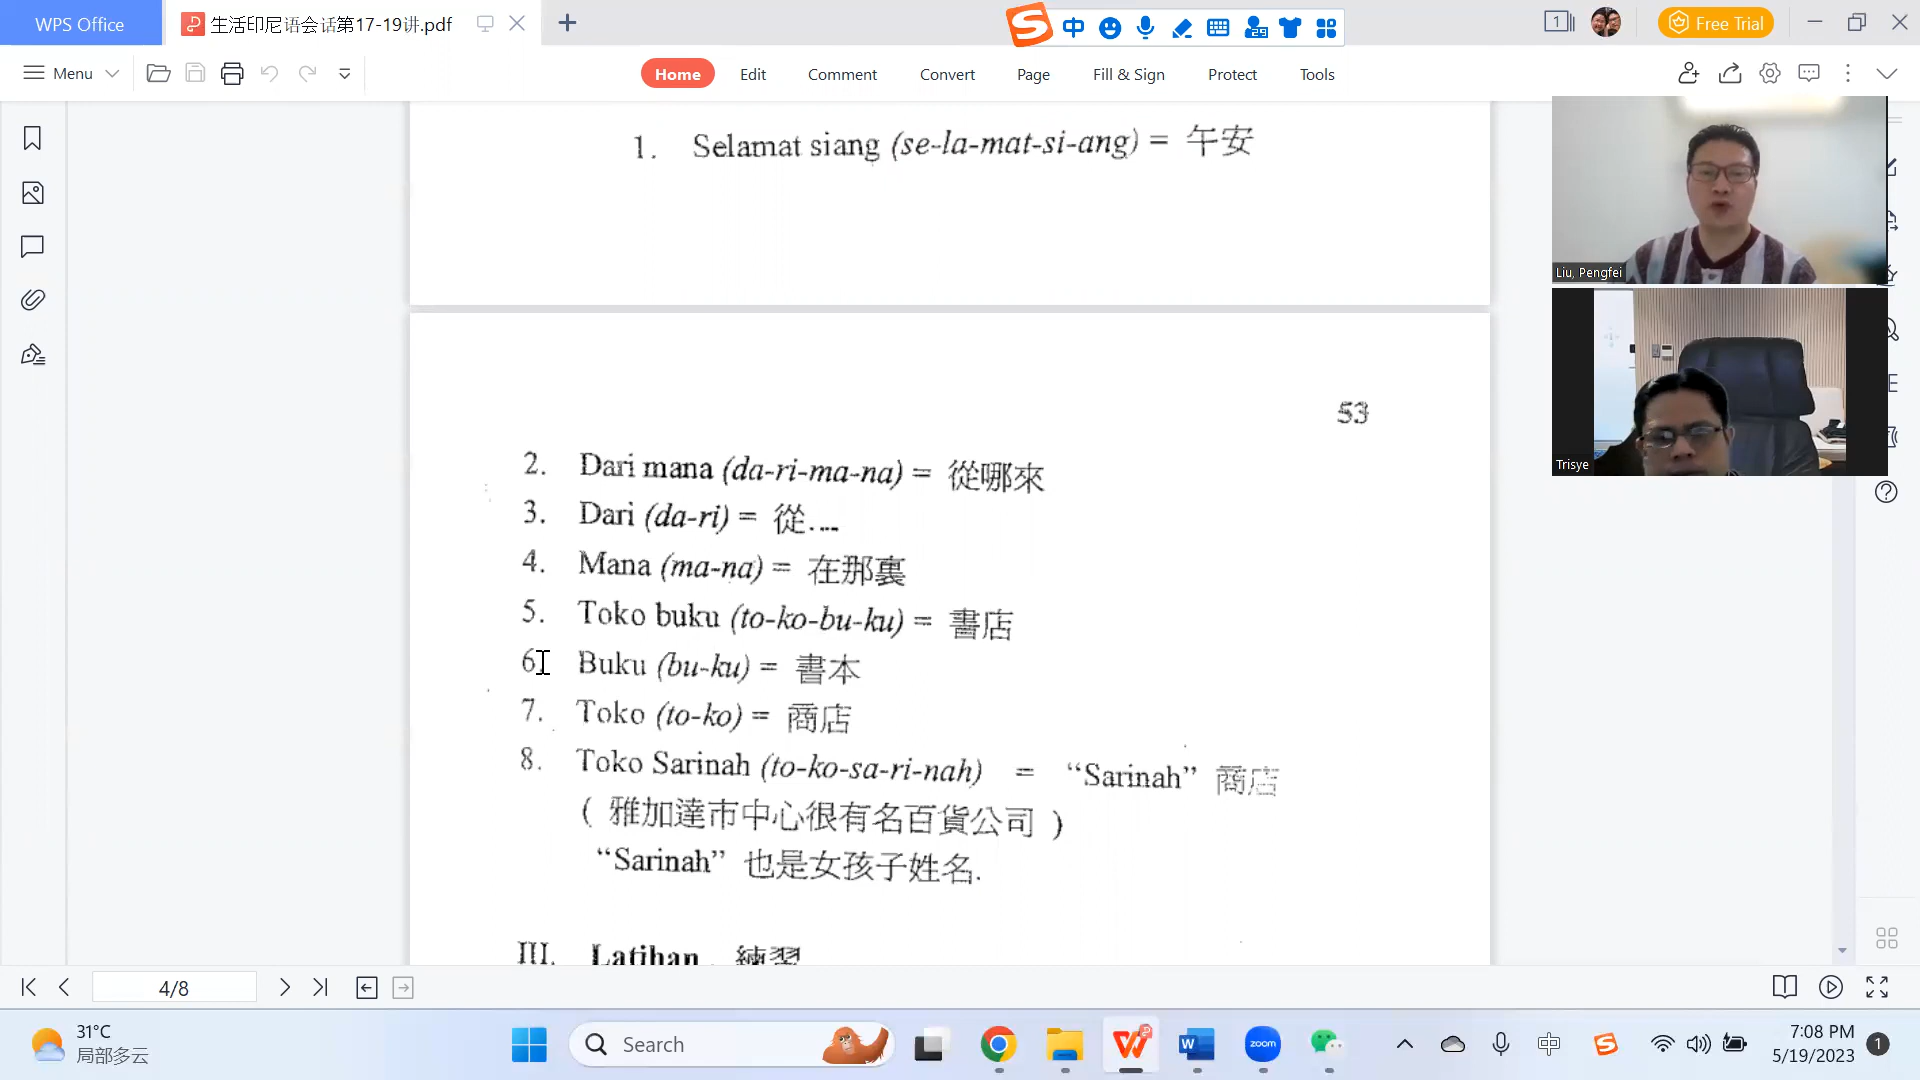 WPS Office
生活印尼语会话第17-19讲.pdf
中
29
1
Free Trial
Menu
Home
Edit
Comment
Convert
Page
Fill & Sign
Protect
Tools
1. Selamat siang (se-la-mat-si-ang) = 午安
Liu, Pengfei
Trisye
53
2. Dari mana (da-ri-ma-na) = 從哪來
3. Dari (da-ri) = 從....
4. Mana (ma-na) = 在那裏
5. Toko buku (to-ko-bu-ku) = 書店
6. Buku (bu-ku) = 書本
7. Toko (to-ko) = 商店
8. Toko Sarinah (to-ko-sa-ri-nah) = “Sarinah” 商店
( 雅加達市中心很有名百貨公司 )
“Sarinah” 也是女孩子姓名.
III. Latihan 練習
4/8
31°C
局部多云
Search
zoom
中
7:08 PM
5/19/2023
1